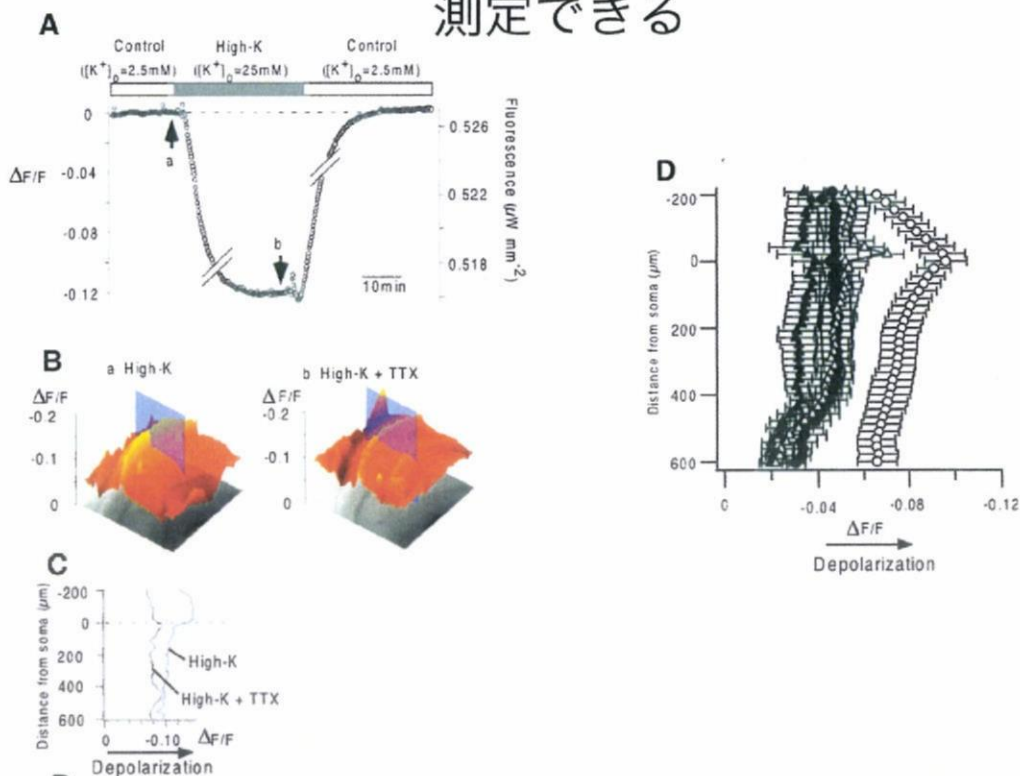 測定できる
A
Control High-K Control
([K⁺]₀=2.5mM) ([K⁺]₀=25mM) ([K⁺]₀=2.5mM)
0
-0.04
-0.08
-0.12
ΔF/F
a
b
10min
0.526
0.522
0.518
Fluorescence (μW mm⁻²)
B
a High-K
ΔF/F
-0.2
-0.1
0
b High-K + TTX
ΔF/F
-0.2
-0.1
0
C
Distance from soma (μm)
-200
0
200
400
600
High-K
High-K + TTX
0 -0.10 ΔF/F
Depolarization
D
Distance from soma (μm)
-200
0
200
400
600
0 -0.04 -0.08 -0.12
ΔF/F
Depolarization